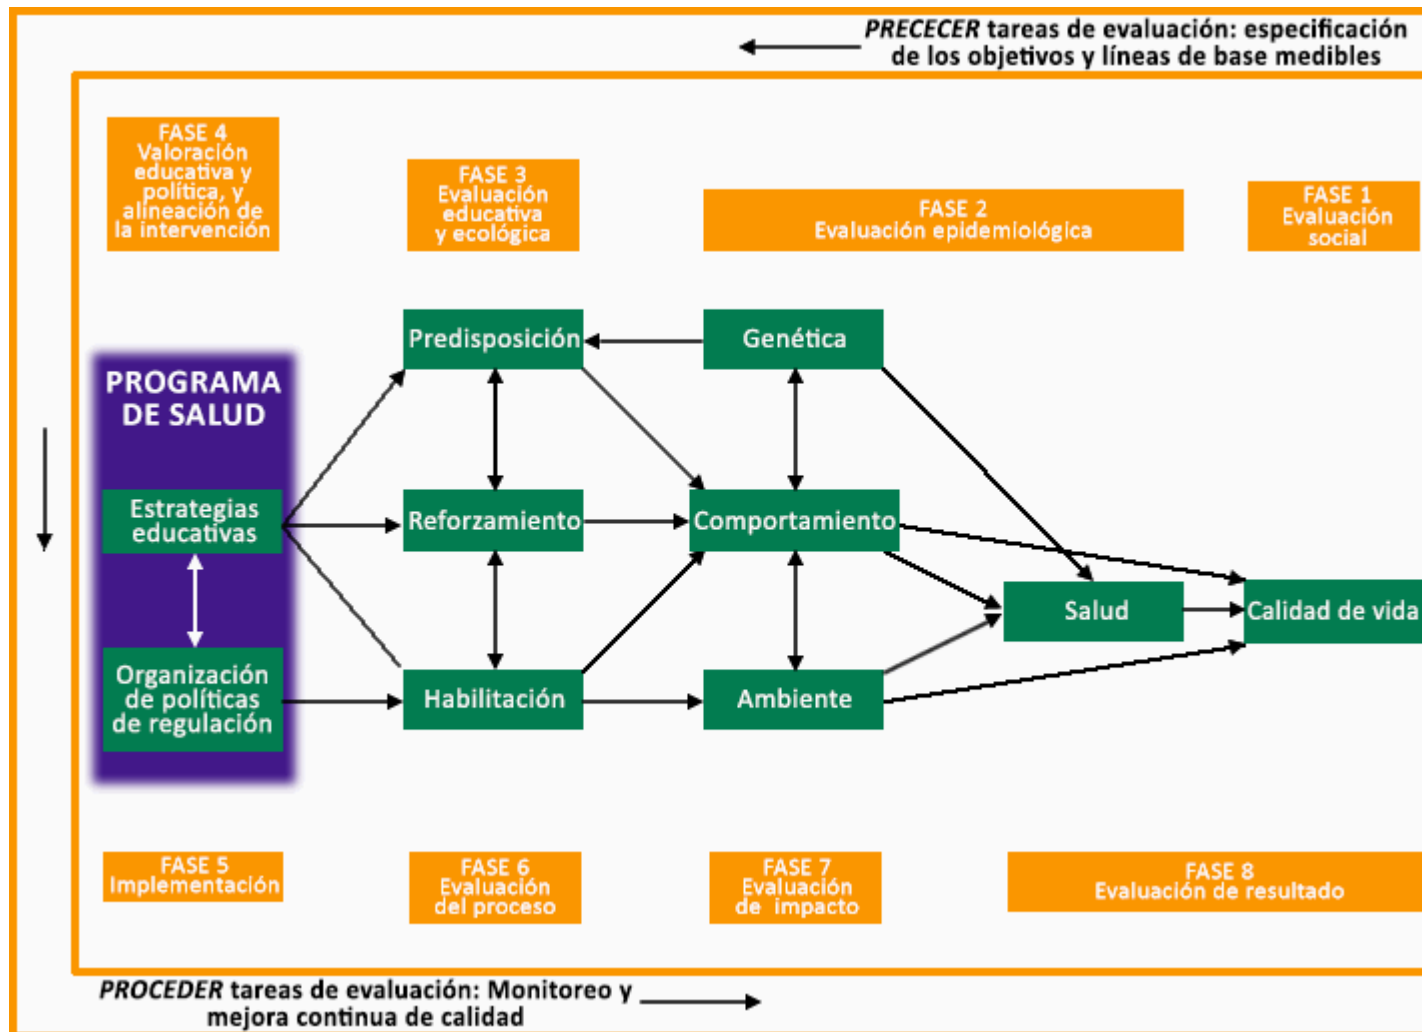 PRECECER tareas de evaluación: especificación
de los objetivos y líneas de base medibles
FASE 4
Valoración
educativa y
política, y
alineación de
la intervención
FASE 3
Evaluación
educativa
y ecológica
FASE 2
Evaluación epidemiológica
FASE 1
Evaluación
social
PROGRAMA
DE SALUD
Estrategias
educativas
Organización
de políticas
de regulación
Predisposición
Reforzamiento
Habilitación
Genética
Comportamiento
Ambiente
Salud
Calidad de vida
FASE 5
Implementación
FASE 6
Evaluación
del proceso
FASE 7
Evaluación
de impacto
FASE 8
Evaluación de resultado
PROCEDER tareas de evaluación: Monitoreo y
mejora continua de calidad